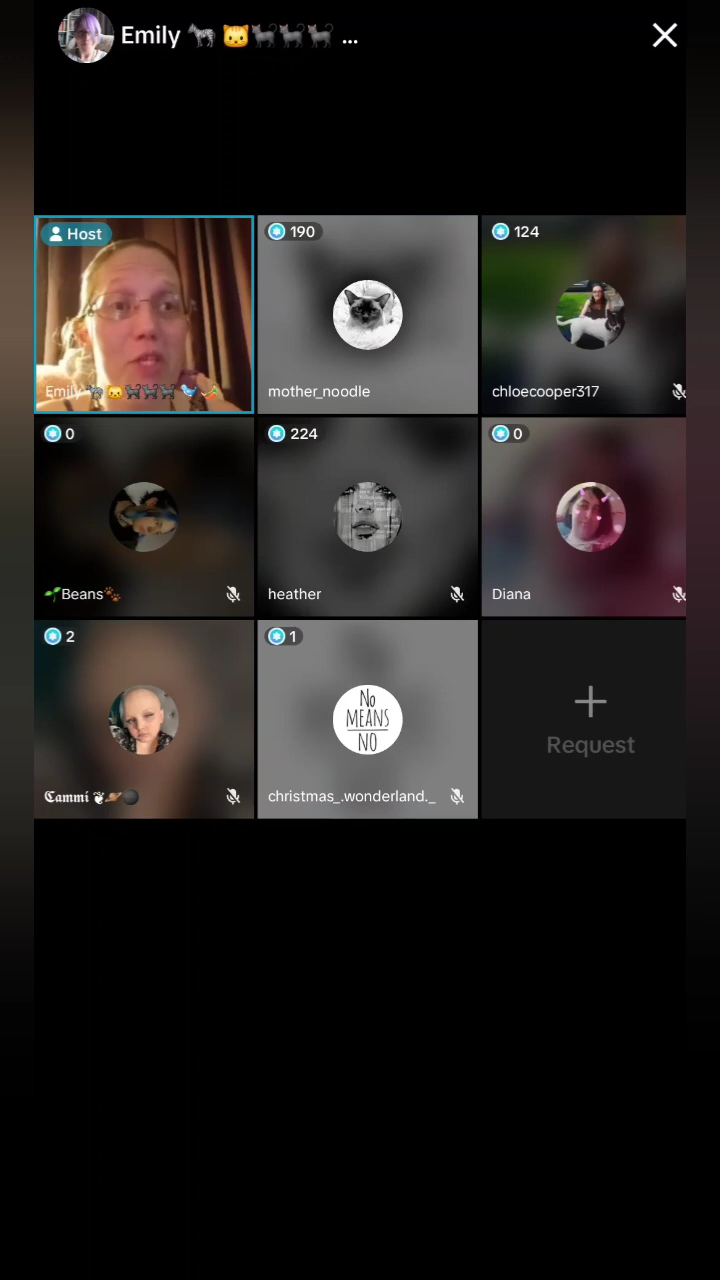 Emily 🦓 🐱🐈‍⬛🐈‍⬛🐈‍⬛ ...
Host
190
124
Emily 🦓🐱🐈‍⬛🐈‍⬛🐈‍⬛
mother_noodle
chloecooper317
0
224
0
🌱Beans🐾
heather
Diana
2
1
No
MEANS
NO
Request
𝕮𝖆𝖒𝖒𝖎 ❦🪐🌑
christmas_.wonderland._